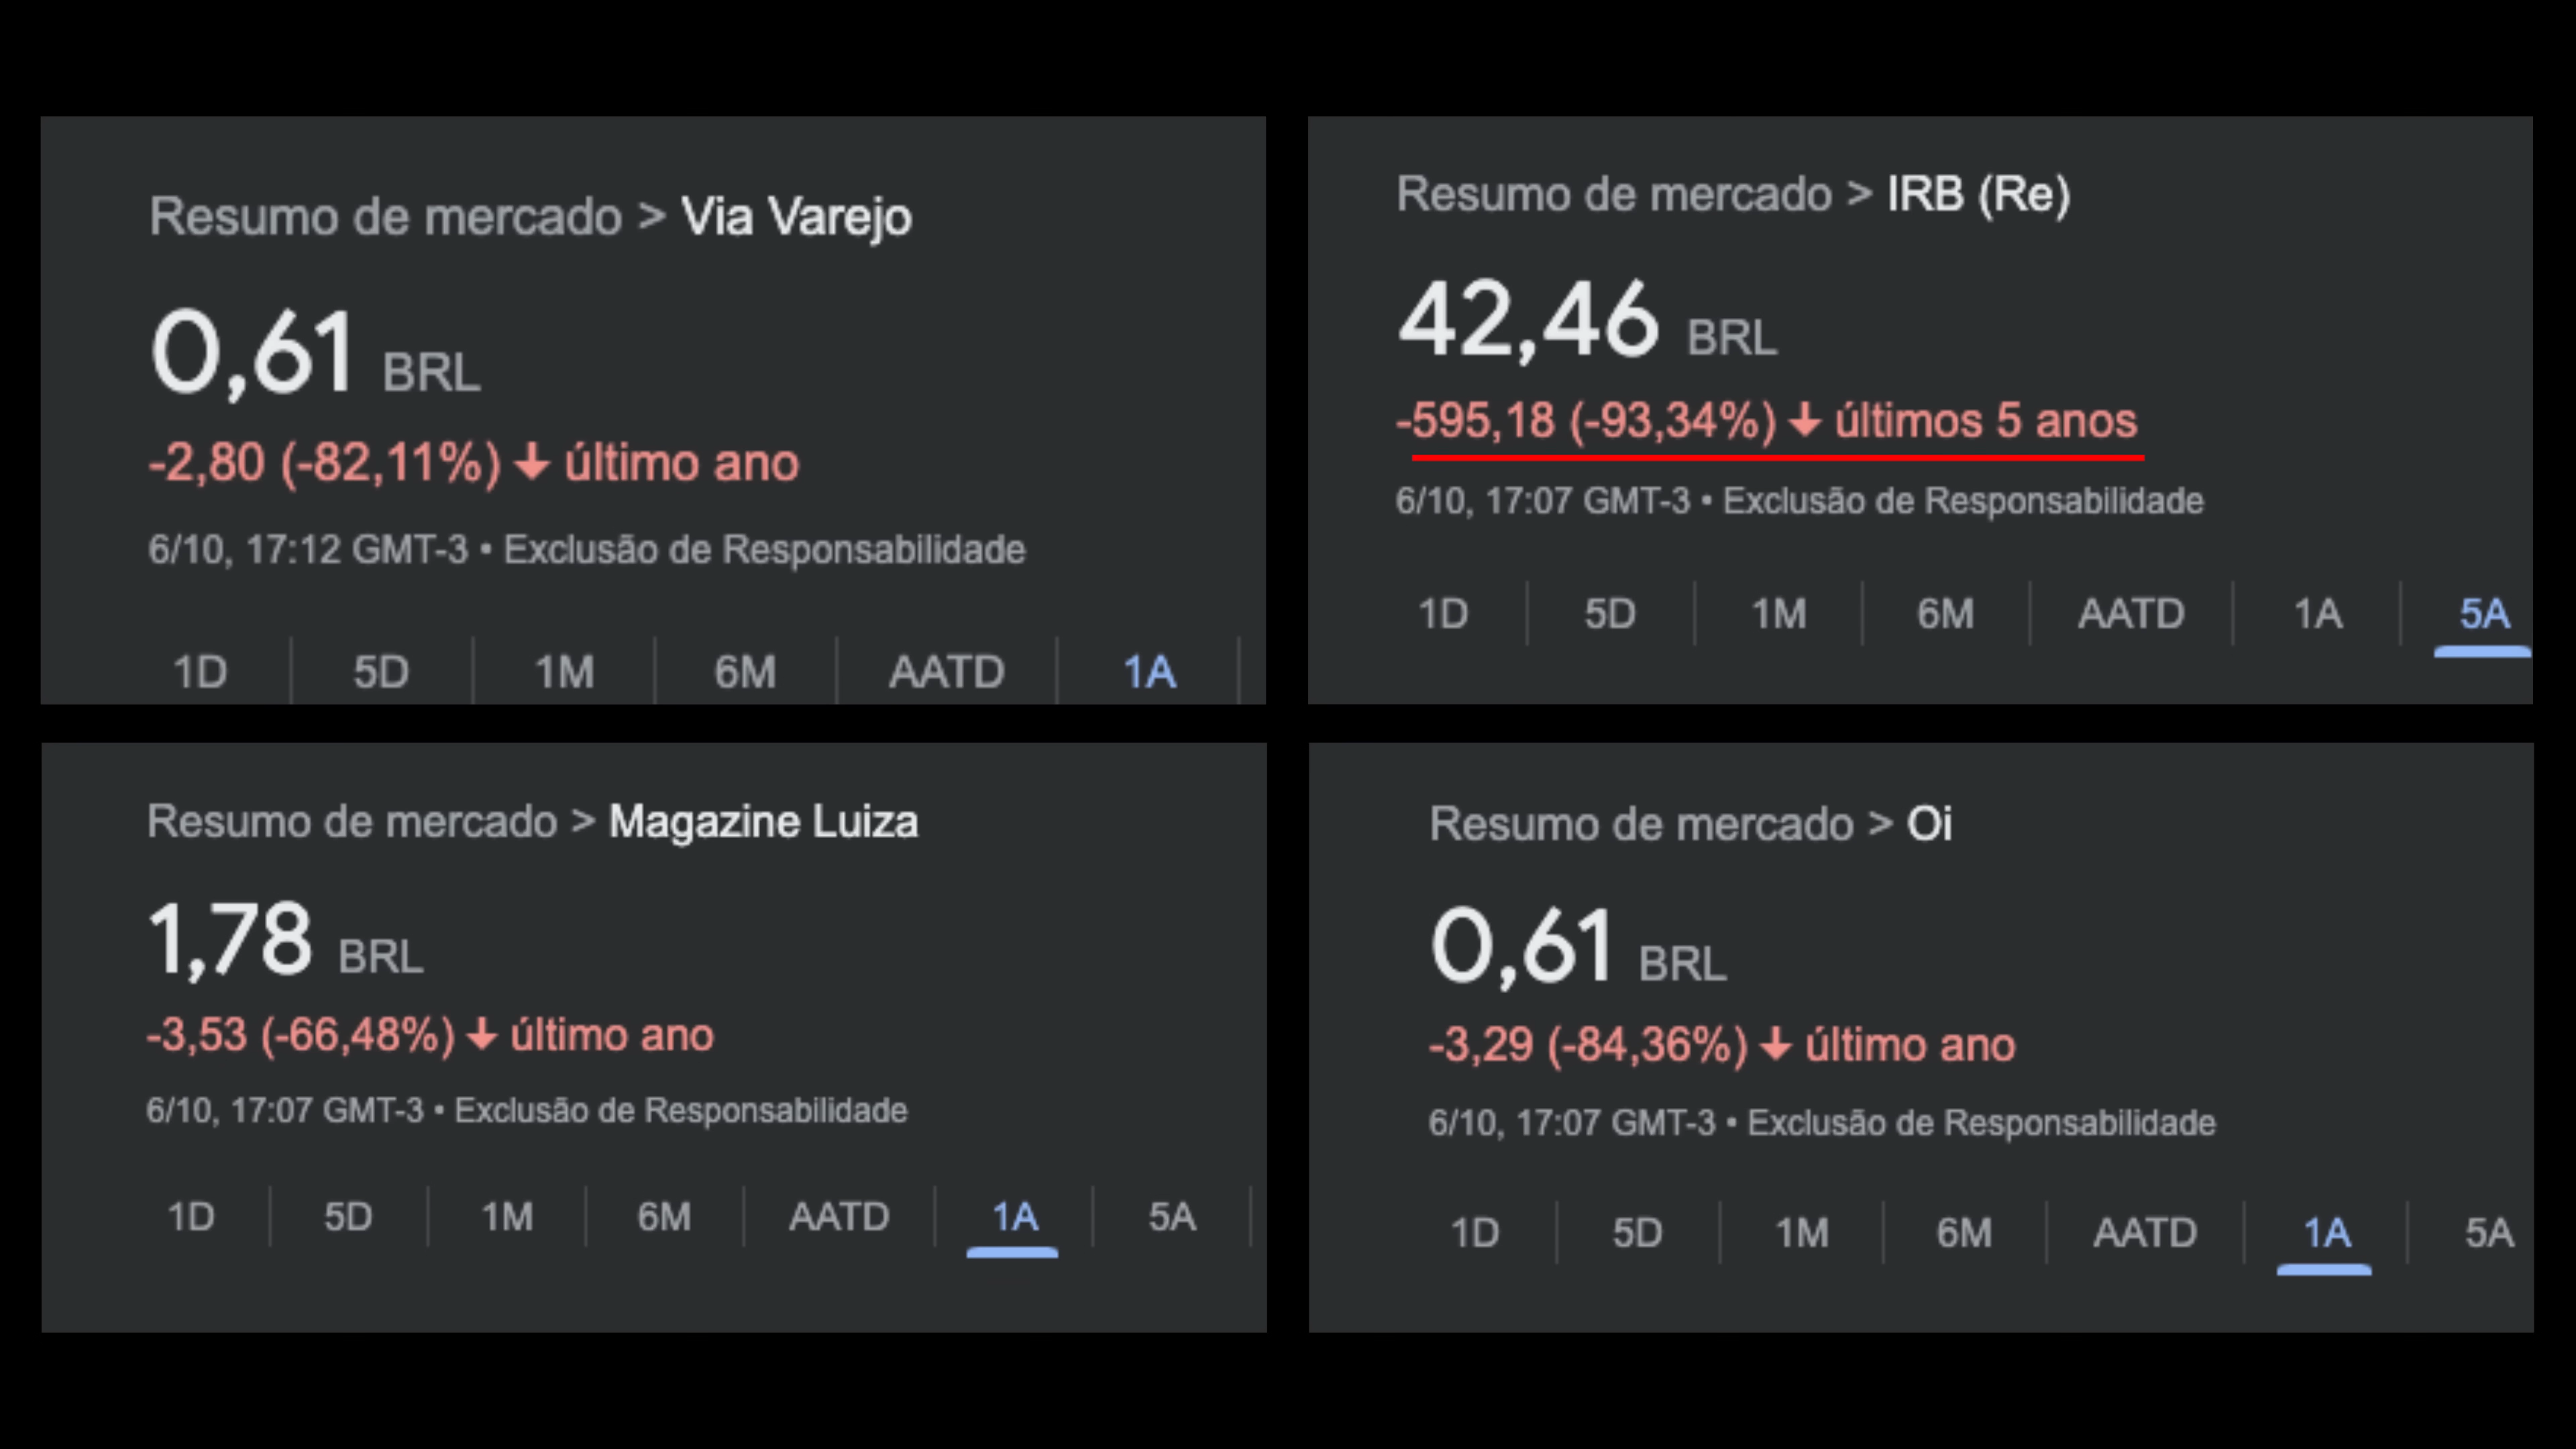 Resumo de mercado > Via Varejo
0,61 BRL
-2,80 (-82,11%) ↓ último ano
6/10, 17:12 GMT-3 • Exclusão de Responsabilidade
1D 5D 1M 6M AATD 1A
Resumo de mercado > IRB (Re)
42,46 BRL
-595,18 (-93,34%) ↓ últimos 5 anos
6/10, 17:07 GMT-3 • Exclusão de Responsabilidade
1D 5D 1M 6M AATD 1A 5A
Resumo de mercado > Magazine Luiza
1,78 BRL
-3,53 (-66,48%) ↓ último ano
6/10, 17:07 GMT-3 • Exclusão de Responsabilidade
1D 5D 1M 6M AATD 1A 5A
Resumo de mercado > Oi
0,61 BRL
-3,29 (-84,36%) ↓ último ano
6/10, 17:07 GMT-3 • Exclusão de Responsabilidade
1D 5D 1M 6M AATD 1A 5A